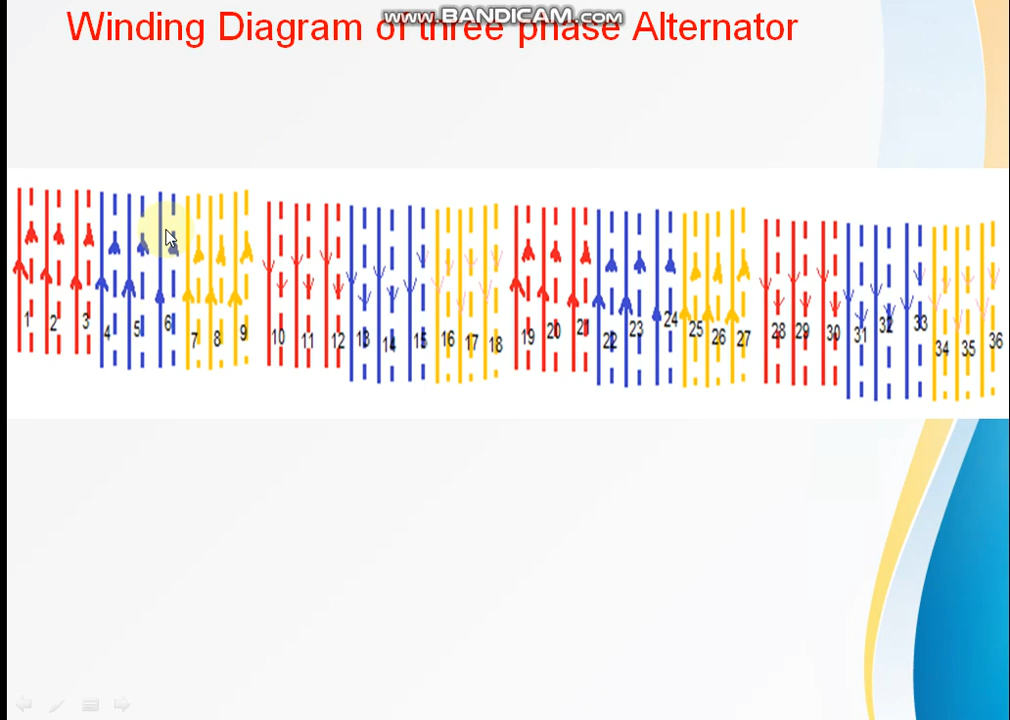 www.BANDICAM.com
Winding Diagram of three phase Alternator
1 2 3 4 5 6 7 8 9 10 11 12 13 14 15 16 17 18 19 20 21 22 23 24 25 26 27 28 29 30 31 32 33 34 35 36